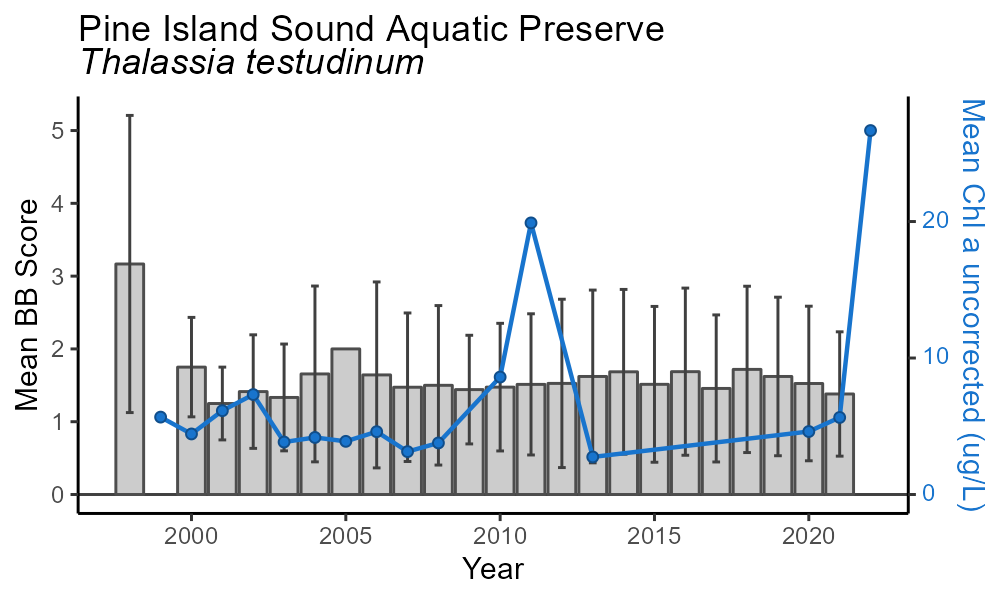 Pine Island Sound Aquatic Preserve
Thalassia testudinum
Mean BB Score
5
4
3
2
1
0
20
10
0
Mean Chl a uncorrected (ug/L)
2000
2005
2010
2015
2020
Year